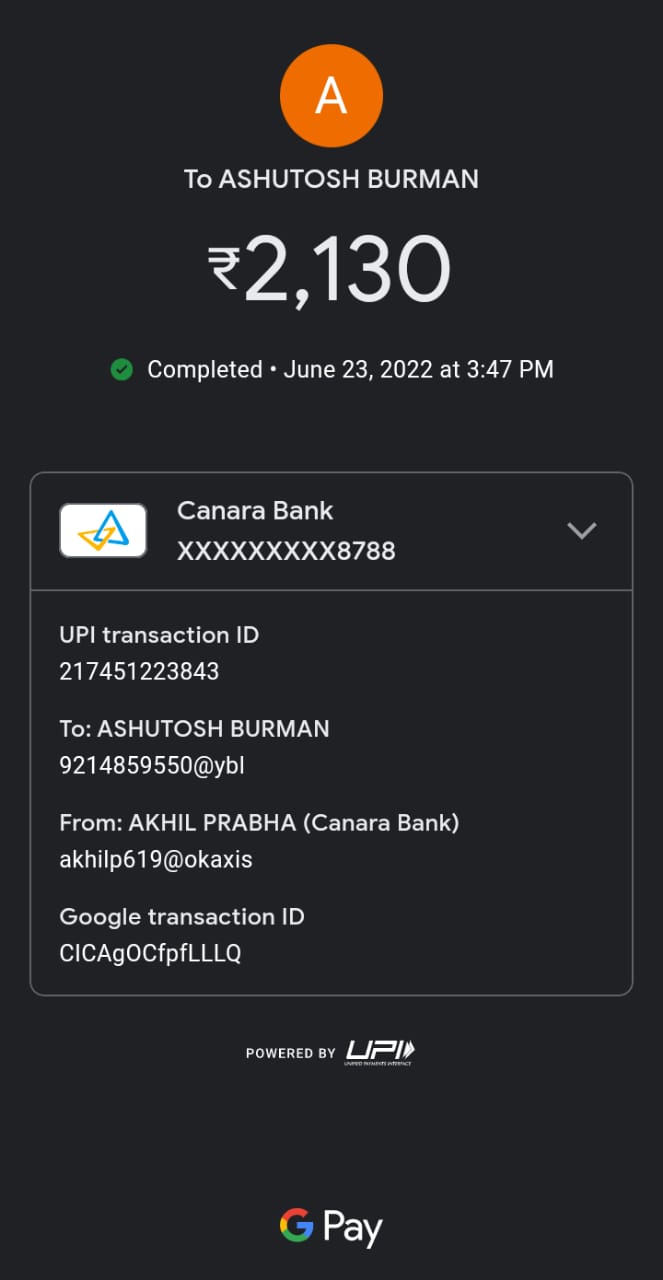 A
To ASHUTOSH BURMAN
₹2,130
Completed • June 23, 2022 at 3:47 PM
Canara Bank
XXXXXXXXX8788
UPI transaction ID
217451223843
To: ASHUTOSH BURMAN
9214859550@ybl
From: AKHIL PRABHA (Canara Bank)
akhilp619@okaxis
Google transaction ID
CICAgOCfpfLLLQ
POWERED BY UPI
UNIFIED PAYMENTS INTERFACE
G Pay